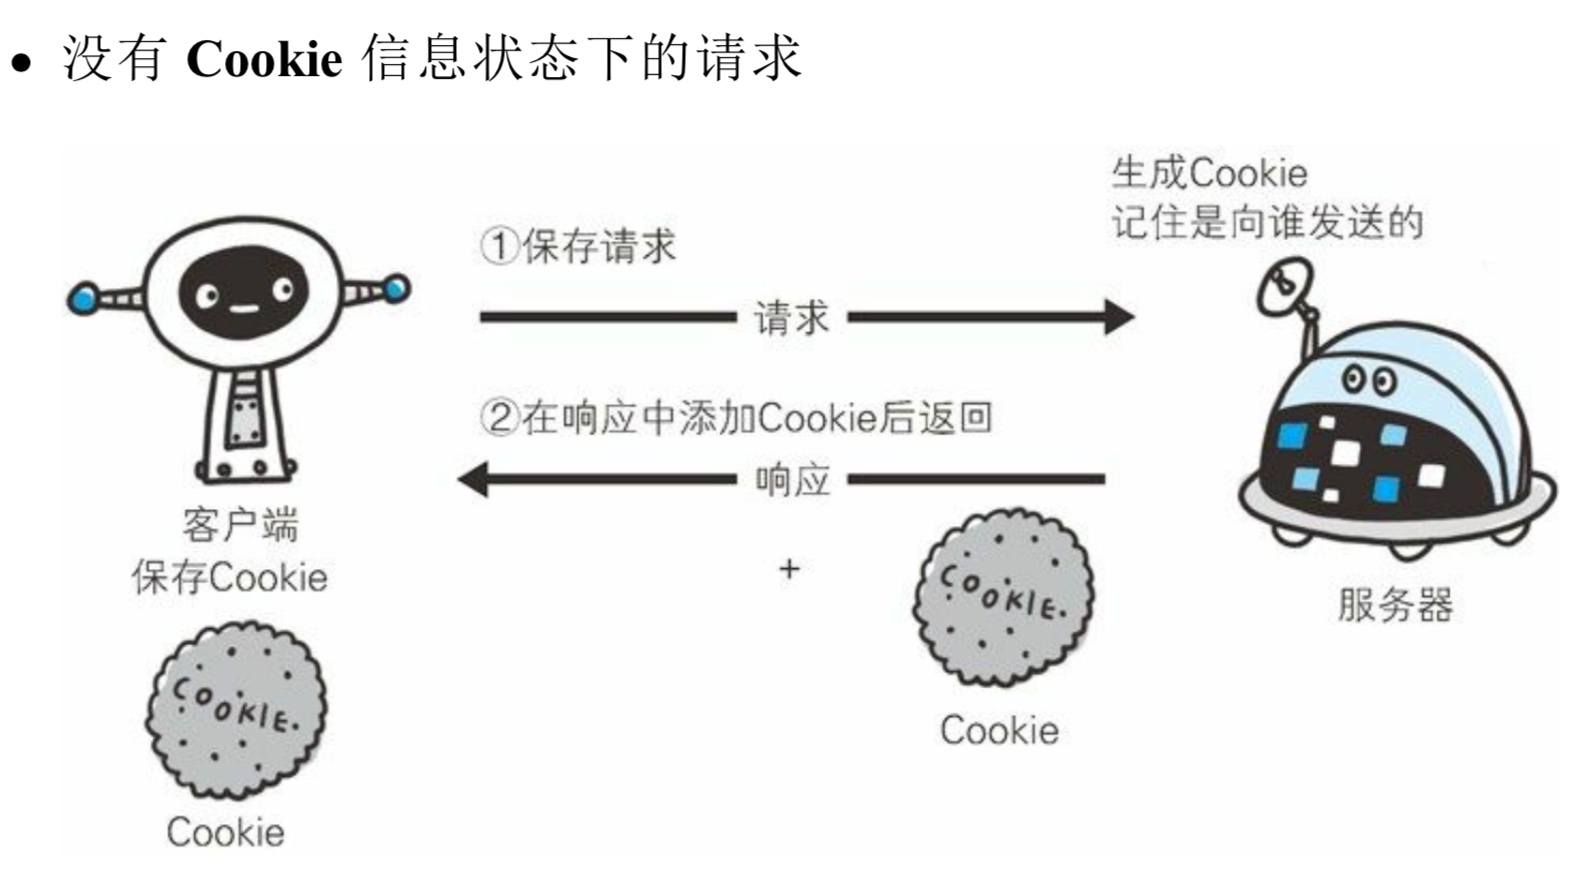 • 没有 Cookie 信息状态下的请求
生成Cookie
记住是向谁发送的
①保存请求
请求
②在响应中添加Cookie后返回
响应
客户端
保存Cookie
+
COOKIE.
服务器
COOKIE.
Cookie
Cookie